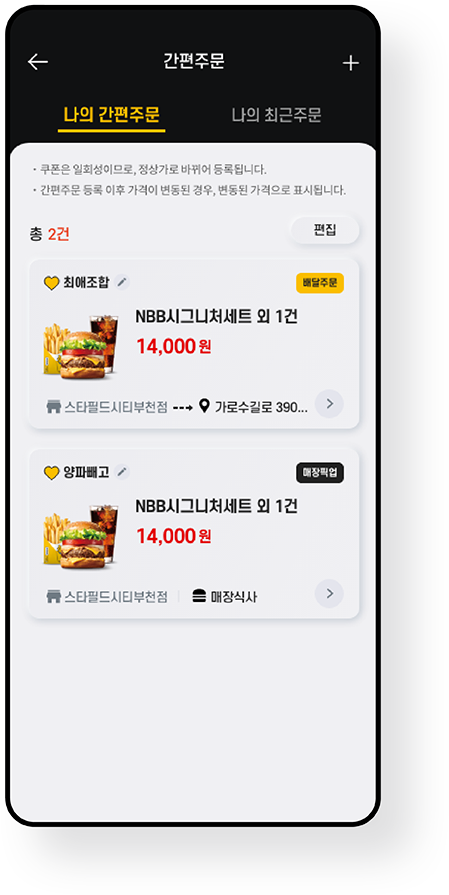 간편주문
나의 간편주문 나의 최근주문
· 쿠폰은 일회성이므로, 정상가로 바뀌어 등록됩니다.
· 간편주문 등록 이후 가격이 변동된 경우, 변동된 가격으로 표시됩니다.
총 2건 편집
최애조합 배달주문
NBB시그니처세트 외 1건
14,000원
스타필드시티부천점 가로수길로 390...
양파빼고 매장픽업
NBB시그니처세트 외 1건
14,000원
스타필드시티부천점 매장식사